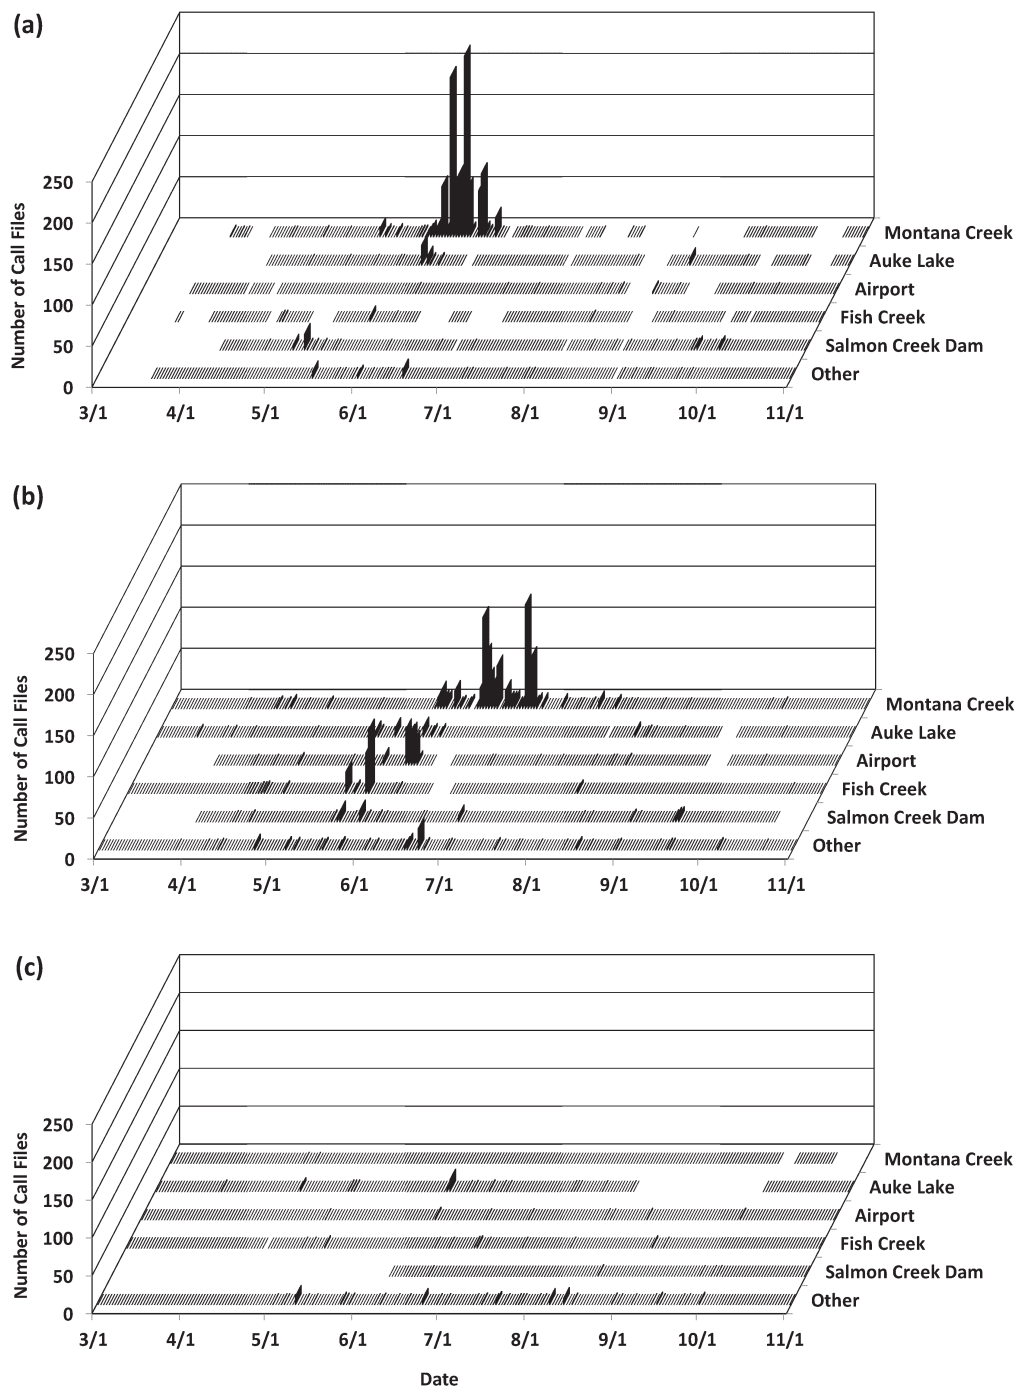 (a)
Number of Call Files
250
200
150
100
50
0
Montana Creek
Auke Lake
Airport
Fish Creek
Salmon Creek Dam
Other
3/1 4/1 5/1 6/1 7/1 8/1 9/1 10/1 11/1
(b)
Number of Call Files
250
200
150
100
50
0
Montana Creek
Auke Lake
Airport
Fish Creek
Salmon Creek Dam
Other
3/1 4/1 5/1 6/1 7/1 8/1 9/1 10/1 11/1
(c)
Number of Call Files
250
200
150
100
50
0
Montana Creek
Auke Lake
Airport
Fish Creek
Salmon Creek Dam
Other
3/1 4/1 5/1 6/1 7/1 8/1 9/1 10/1 11/1
Date